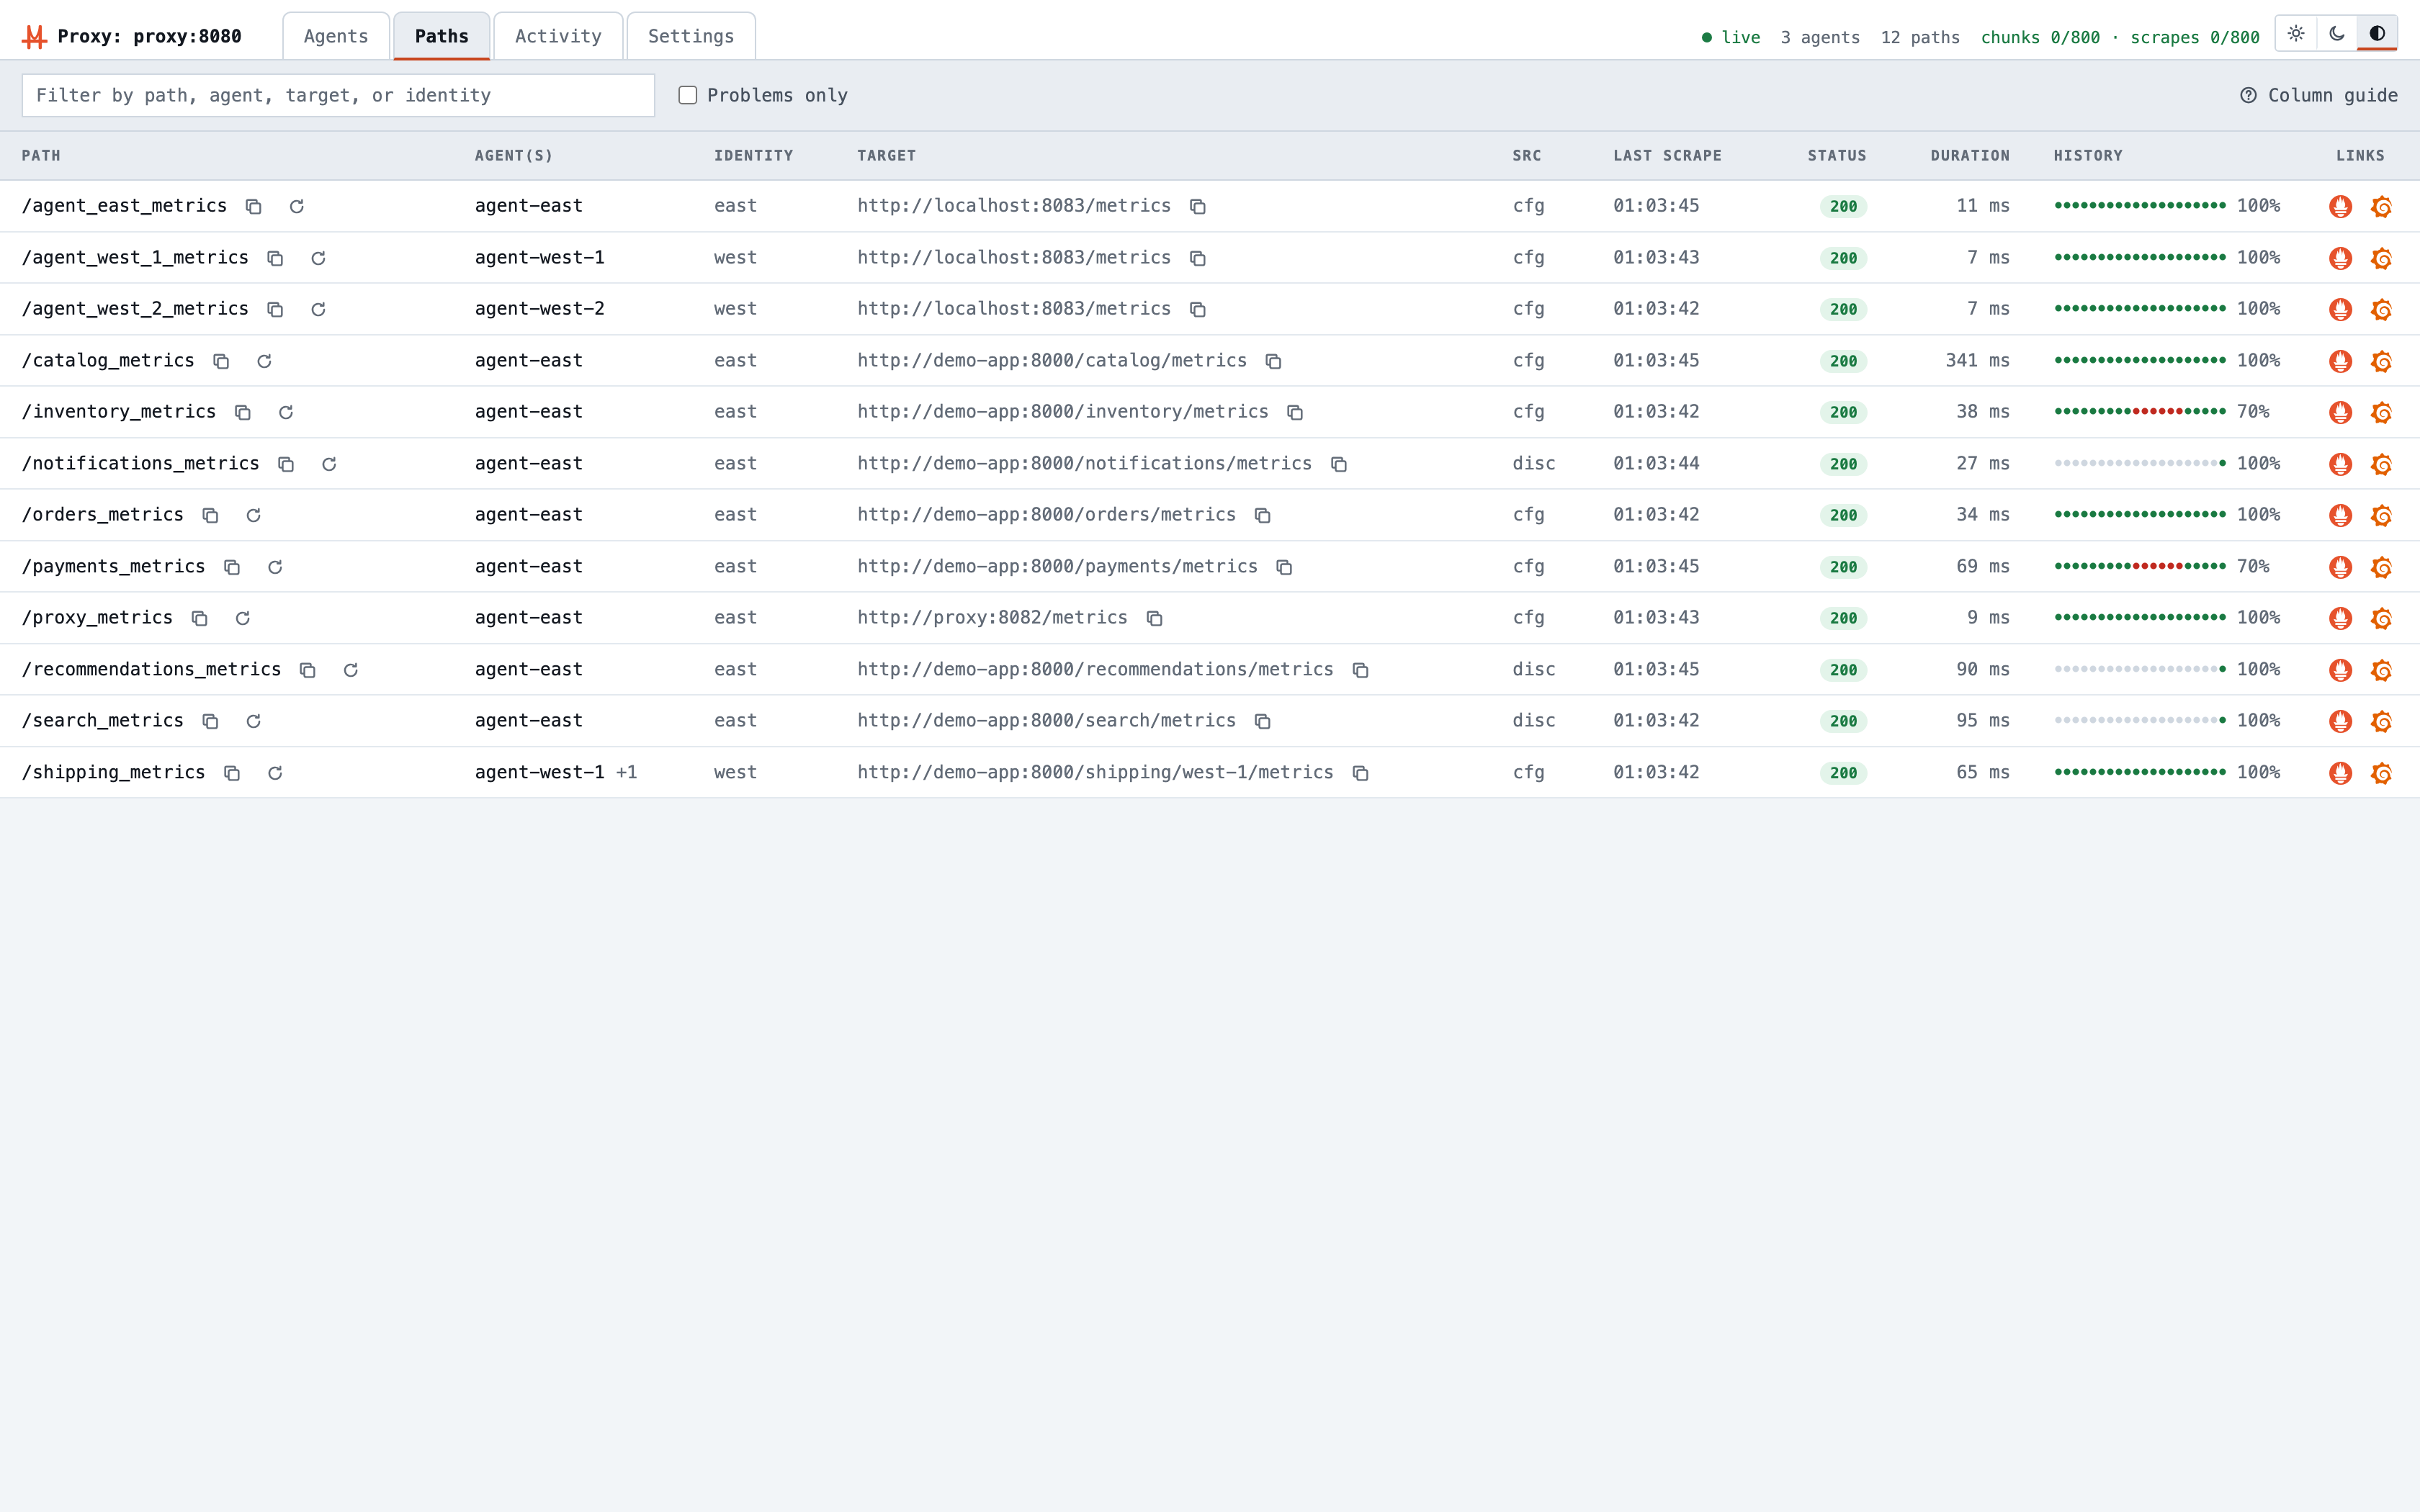 Proxy: proxy:8080 Agents Paths Activity Settings live 3 agents 12 paths chunks 0/800 · scrapes 0/800
Filter by path, agent, target, or identity Problems only Column guide
PATH AGENT(S) IDENTITY TARGET SRC LAST SCRAPE STATUS DURATION HISTORY LINKS
/agent_east_metrics agent-east east http://localhost:8083/metrics cfg 01:03:45 200 11 ms 100%
/agent_west_1_metrics agent-west-1 west http://localhost:8083/metrics cfg 01:03:43 200 7 ms 100%
/agent_west_2_metrics agent-west-2 west http://localhost:8083/metrics cfg 01:03:42 200 7 ms 100%
/catalog_metrics agent-east east http://demo-app:8000/catalog/metrics cfg 01:03:45 200 341 ms 100%
/inventory_metrics agent-east east http://demo-app:8000/inventory/metrics cfg 01:03:42 200 38 ms 70%
/notifications_metrics agent-east east http://demo-app:8000/notifications/metrics disc 01:03:44 200 27 ms 100%
/orders_metrics agent-east east http://demo-app:8000/orders/metrics cfg 01:03:42 200 34 ms 100%
/payments_metrics agent-east east http://demo-app:8000/payments/metrics cfg 01:03:45 200 69 ms 70%
/proxy_metrics agent-east east http://proxy:8082/metrics cfg 01:03:43 200 9 ms 100%
/recommendations_metrics agent-east east http://demo-app:8000/recommendations/metrics disc 01:03:45 200 90 ms 100%
/search_metrics agent-east east http://demo-app:8000/search/metrics disc 01:03:42 200 95 ms 100%
/shipping_metrics agent-west-1 +1 west http://demo-app:8000/shipping/west-1/metrics cfg 01:03:42 200 65 ms 100%